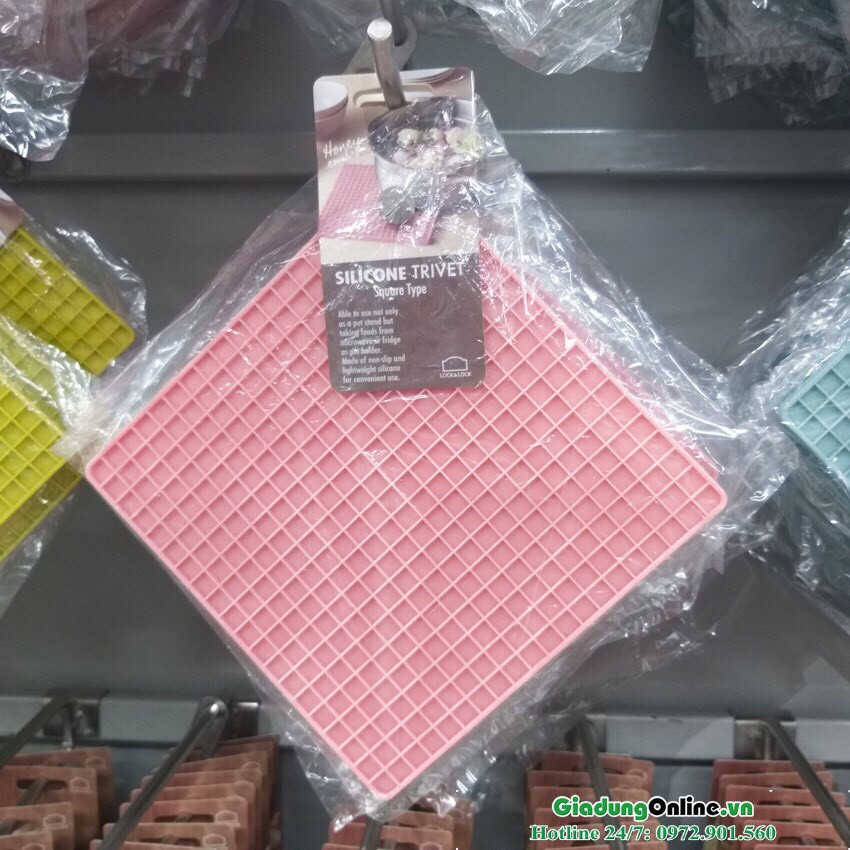 Honey
SILICONE TRIVET
Square Type
Able to use not only
as a pot stand but
taking foods from
microwave or fridge
as pot holder.
Made of non-slip and
lightweight silicone
for convenient use.
LOCK&LOCK
GiadungOnline.vn
Hotline 24/7: 0972.901.560